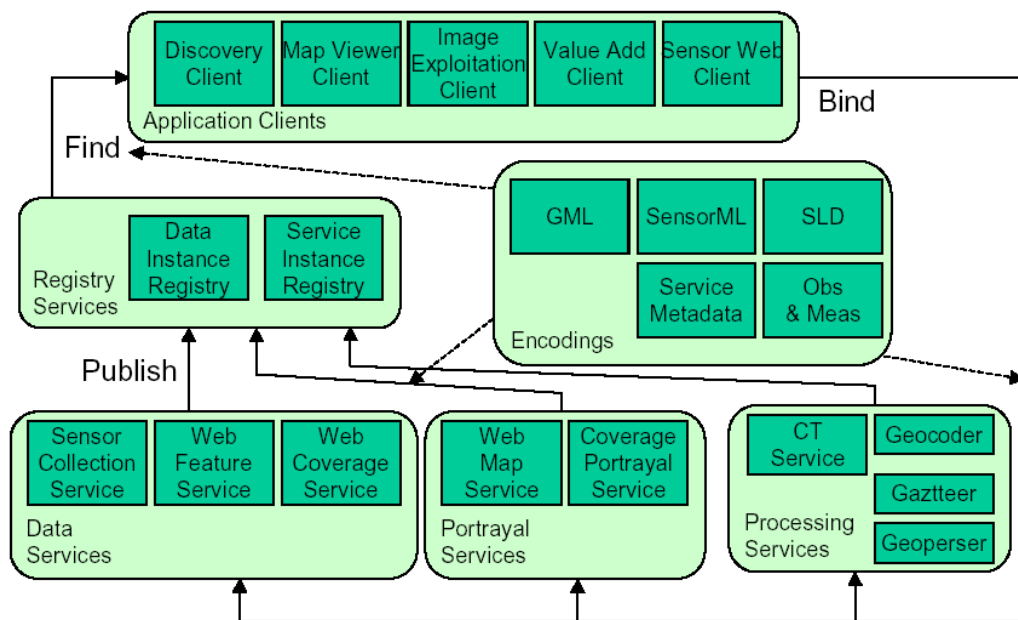 Discovery
Client
Map Viewer
Client
Image
Exploitation
Client
Value Add
Client
Sensor Web
Client
Application Clients
Bind
Find
GML
SensorML
SLD
Service
Metadata
Obs
& Meas
Encodings
Data
Instance
Registry
Service
Instance
Registry
Registry
Services
Publish
Sensor
Collection
Service
Web
Feature
Service
Web
Coverage
Service
Data
Services
Web
Map
Service
Coverage
Portrayal
Service
Portrayal
Services
CT
Service
Geocoder
Gaztteer
Geoperser
Processing
Services